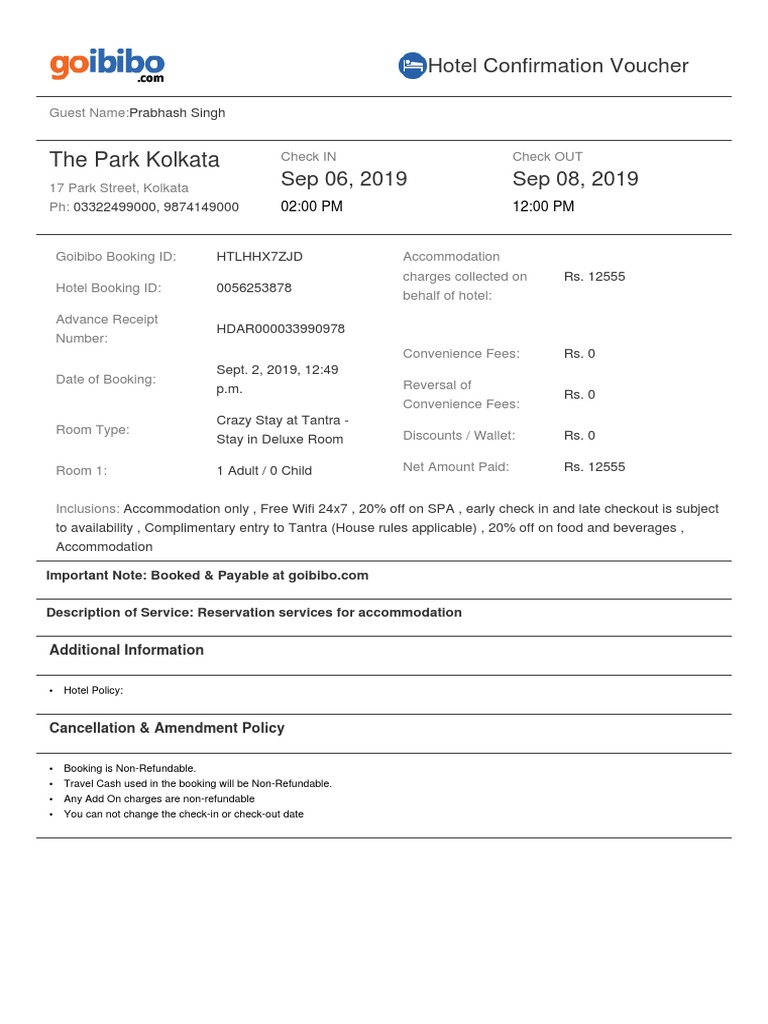 goibibo.com
Hotel Confirmation Voucher
Guest Name:Prabhash Singh
The Park Kolkata
17 Park Street, Kolkata
Ph: 03322499000, 9874149000
Check IN
Sep 06, 2019
02:00 PM
Check OUT
Sep 08, 2019
12:00 PM
Goibibo Booking ID: HTLHHX7ZJD
Hotel Booking ID: 0056253878
Advance Receipt
Number:
HDAR000033990978
Date of Booking:
Sept. 2, 2019, 12:49
p.m.
Room Type:
Crazy Stay at Tantra -
Stay in Deluxe Room
Room 1: 1 Adult / 0 Child
Accommodation
charges collected on
behalf of hotel:
Rs. 12555
Convenience Fees: Rs. 0
Reversal of
Convenience Fees:
Rs. 0
Discounts / Wallet: Rs. 0
Net Amount Paid: Rs. 12555
Inclusions: Accommodation only , Free Wifi 24x7 , 20% off on SPA , early check in and late checkout is subject
to availability , Complimentary entry to Tantra (House rules applicable) , 20% off on food and beverages ,
Accommodation
Important Note: Booked & Payable at goibibo.com
Description of Service: Reservation services for accommodation
Additional Information
• Hotel Policy:
Cancellation & Amendment Policy
• Booking is Non-Refundable.
• Travel Cash used in the booking will be Non-Refundable.
• Any Add On charges are non-refundable
• You can not change the check-in or check-out date